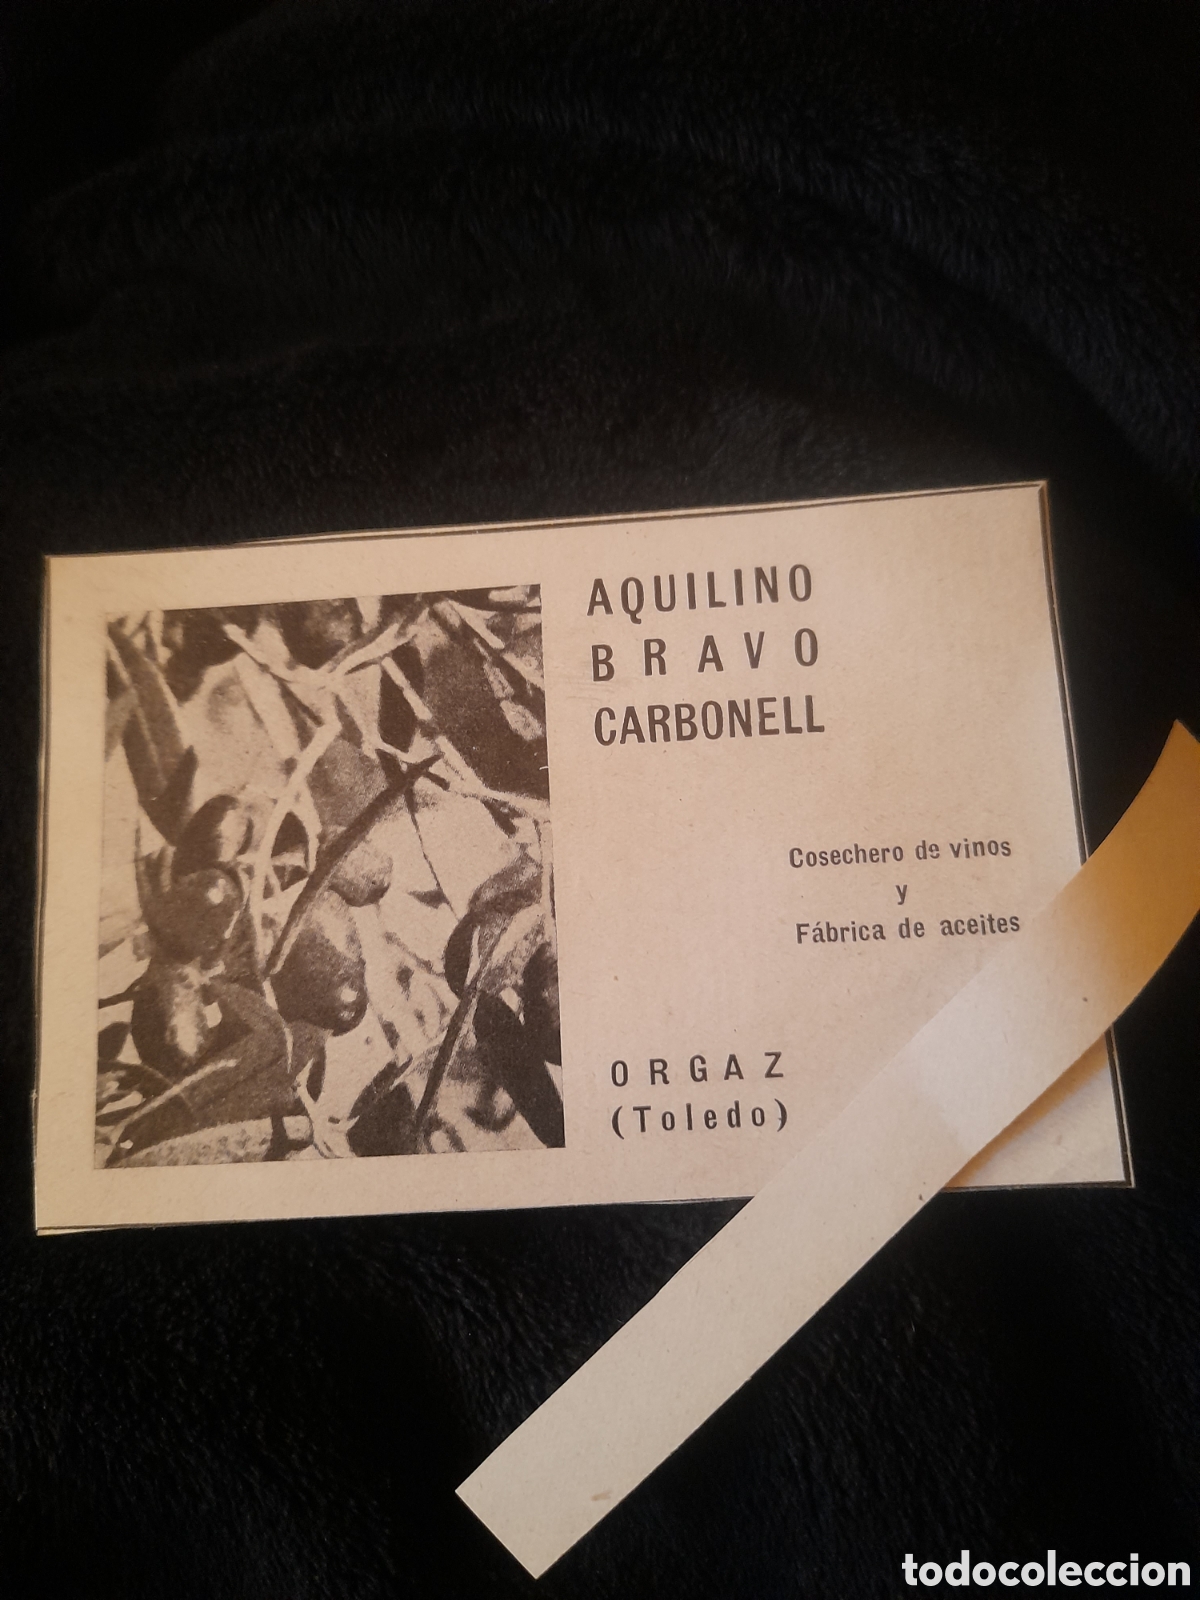 AQUILINO
BRAVO
CARBONELL
Cosechero de vinos
y
Fábrica de aceites
ORGAZ
(Toledo)
todocoleccion